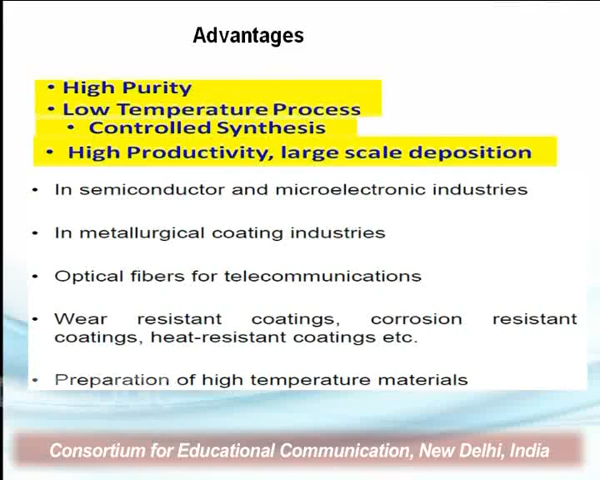 Advantages
• High Purity
• Low Temperature Process
• Controlled Synthesis
• High Productivity, large scale deposition
• In semiconductor and microelectronic industries
• In metallurgical coating industries
• Optical fibers for telecommunications
• Wear resistant coatings, corrosion resistant
coatings, heat-resistant coatings etc.
• Preparation of high temperature materials
Consortium for Educational Communication, New Delhi, India